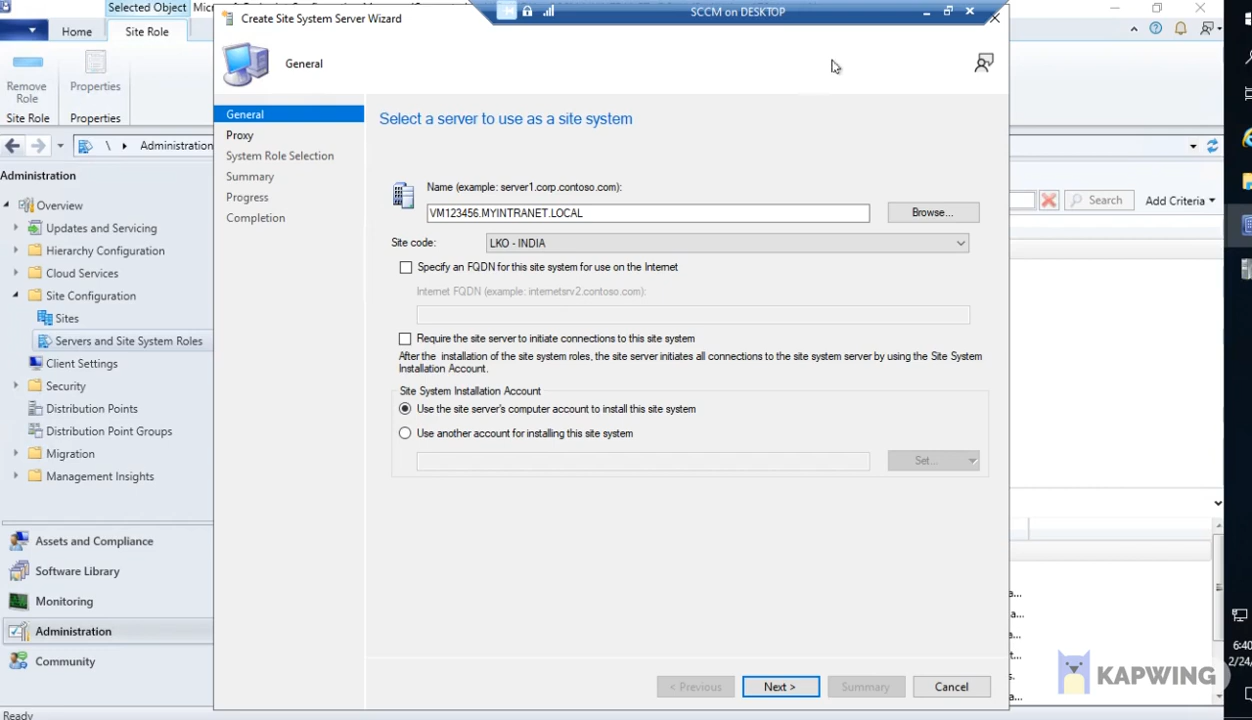 Selected Object
Create Site System Server Wizard
SCCM on DESKTOP
Home
Site Role
General
Remove
Role
Properties
Site Role
Properties
\ Administration
Search
Add Criteria
Administration
Overview
Updates and Servicing
Hierarchy Configuration
Cloud Services
Site Configuration
Sites
Servers and Site System Roles
Client Settings
Security
Distribution Points
Distribution Point Groups
Migration
Management Insights
Assets and Compliance
Software Library
Monitoring
Administration
Community
Ready
General
Proxy
System Role Selection
Summary
Progress
Completion
Select a server to use as a site system
Name (example: server1.corp.contoso.com):
VM123456.MYINTRANET.LOCAL
Browse...
Site code:
LKO - INDIA
Specify an FQDN for this site system for use on the Internet
Internet FQDN (example: internetsrv2.contoso.com):
Require the site server to initiate connections to this site system
After the installation of the site system roles, the site server initiates all connections to the site system server by using the Site System
Installation Account.
Site System Installation Account
Use the site server's computer account to install this site system
Use another account for installing this site system
Set...
< Previous
Next >
Summary
Cancel
KAPWING